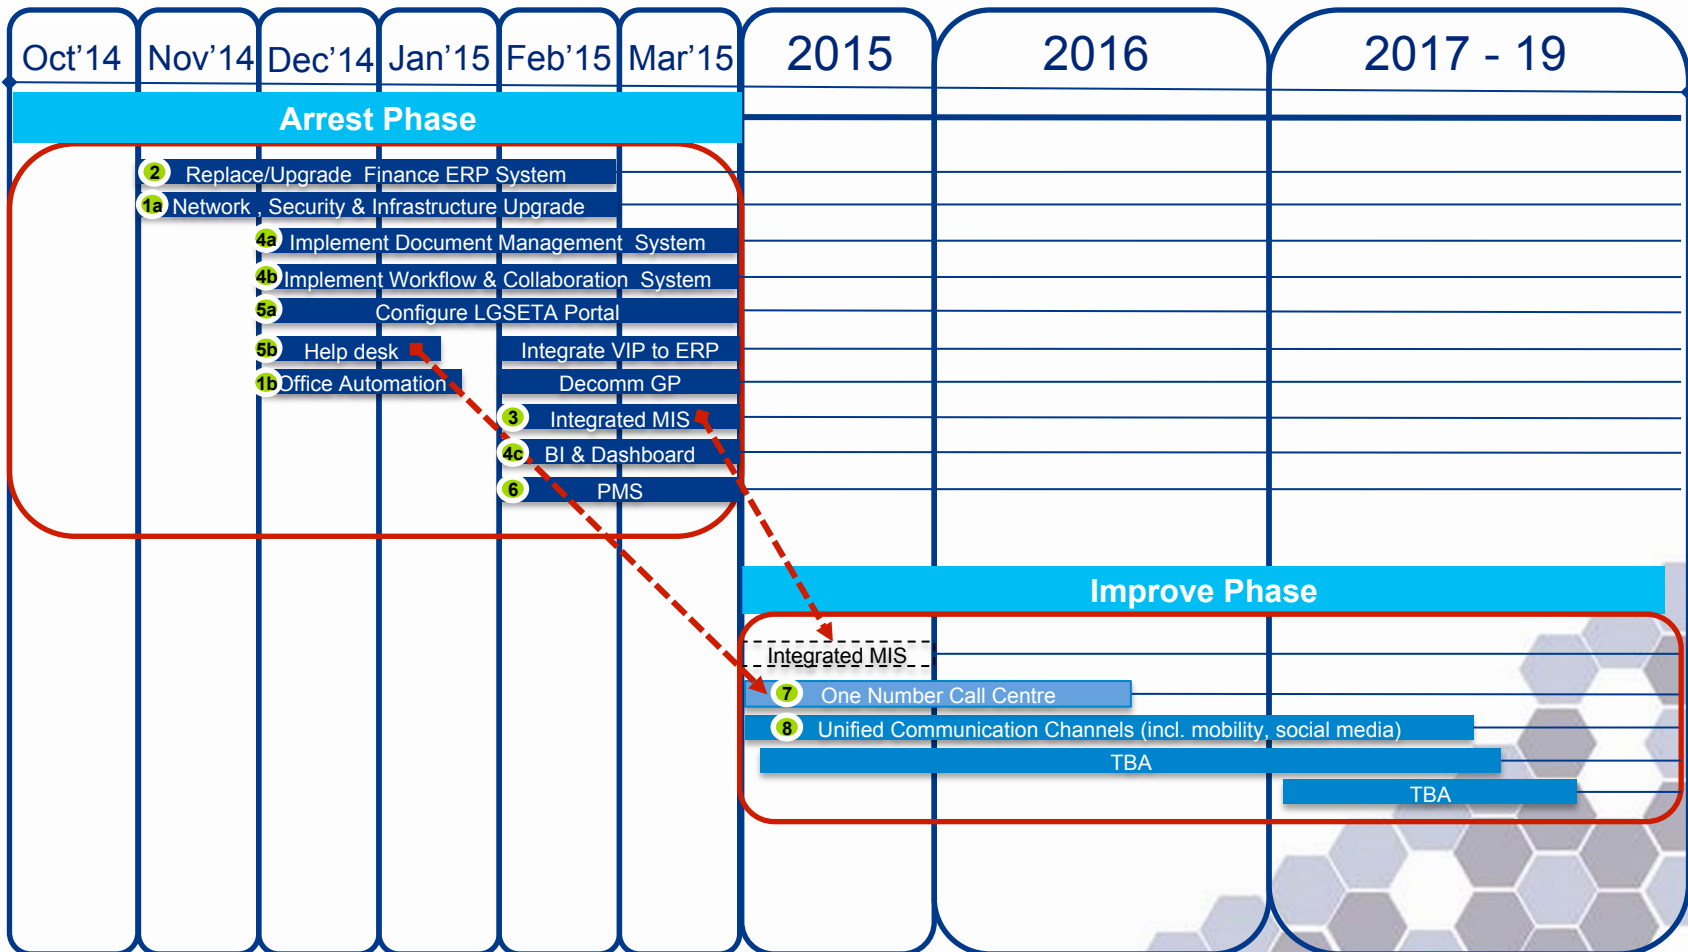 Oct’14 Nov’14 Dec’14 Jan’15 Feb’15 Mar’15 2015 2016 2017 - 19
Arrest Phase
2 Replace/Upgrade Finance ERP System
1a Network , Security & Infrastructure Upgrade
4a Implement Document Management System
4b Implement Workflow & Collaboration System
5a Configure LGSETA Portal
5b Help desk Integrate VIP to ERP
1b Office Automation Decomm GP
3 Integrated MIS
4c BI & Dashboard
6 PMS
Improve Phase
Integrated MIS
7 One Number Call Centre
8 Unified Communication Channels (incl. mobility, social media)
TBA
TBA